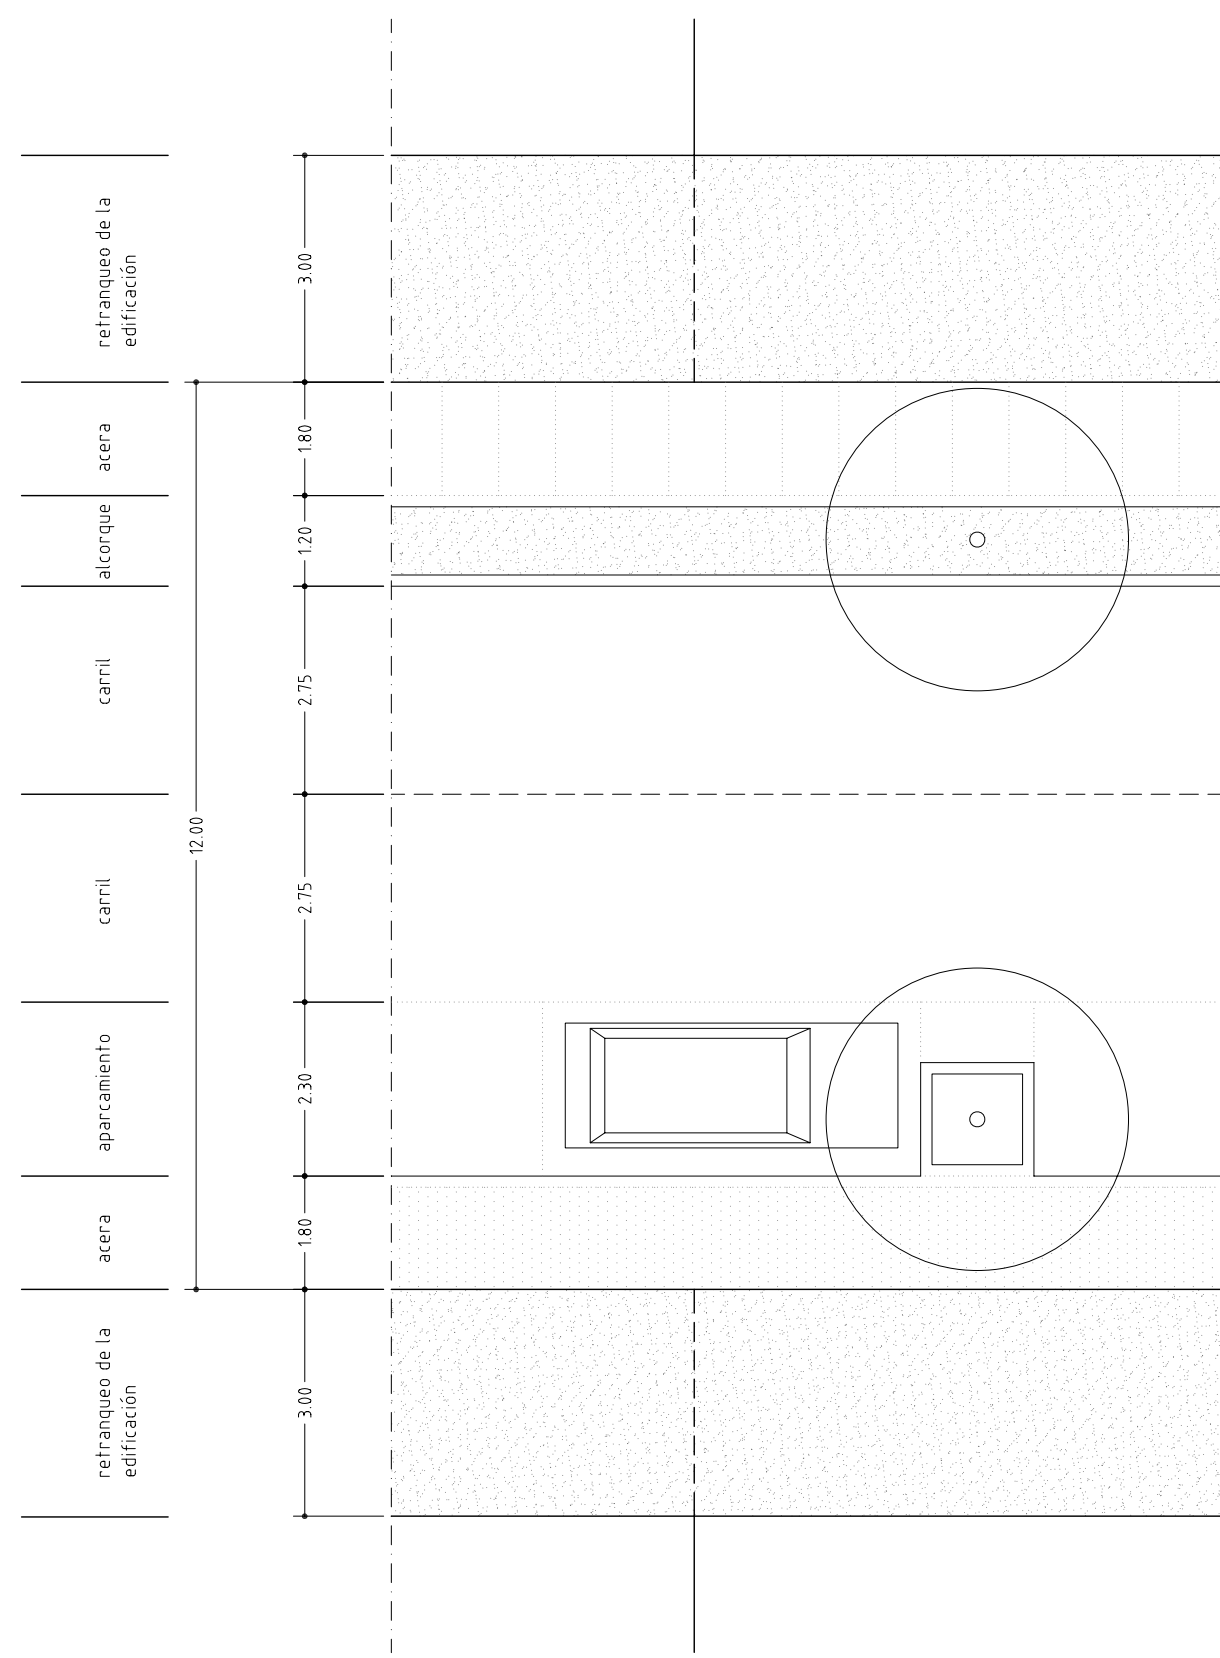 retranqueo de la
edificación
3.00
acera
1.80
alcorque
1.20
carril
2.75
12.00
carril
2.75
aparcamiento
2.30
acera
1.80
retranqueo de la
edificación
3.00